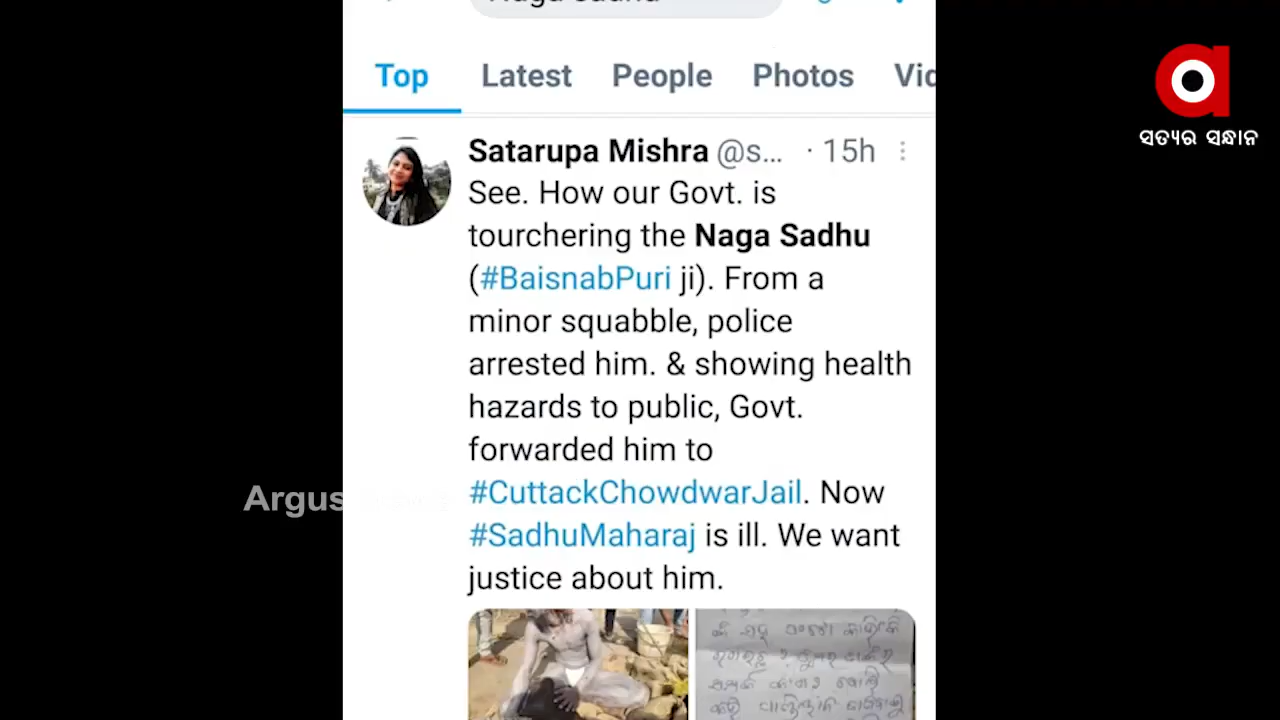 Top Latest People Photos
ସତ୍ୟର ସନ୍ଧାନ
Satarupa Mishra @s... · 15h
See. How our Govt. is
tourchering the Naga Sadhu
(#BaisnabPuri ji). From a
minor squabble, police
arrested him. & showing health
hazards to public, Govt.
forwarded him to
#CuttackChowdwarJail. Now
#SadhuMaharaj is ill. We want
justice about him.
Argus